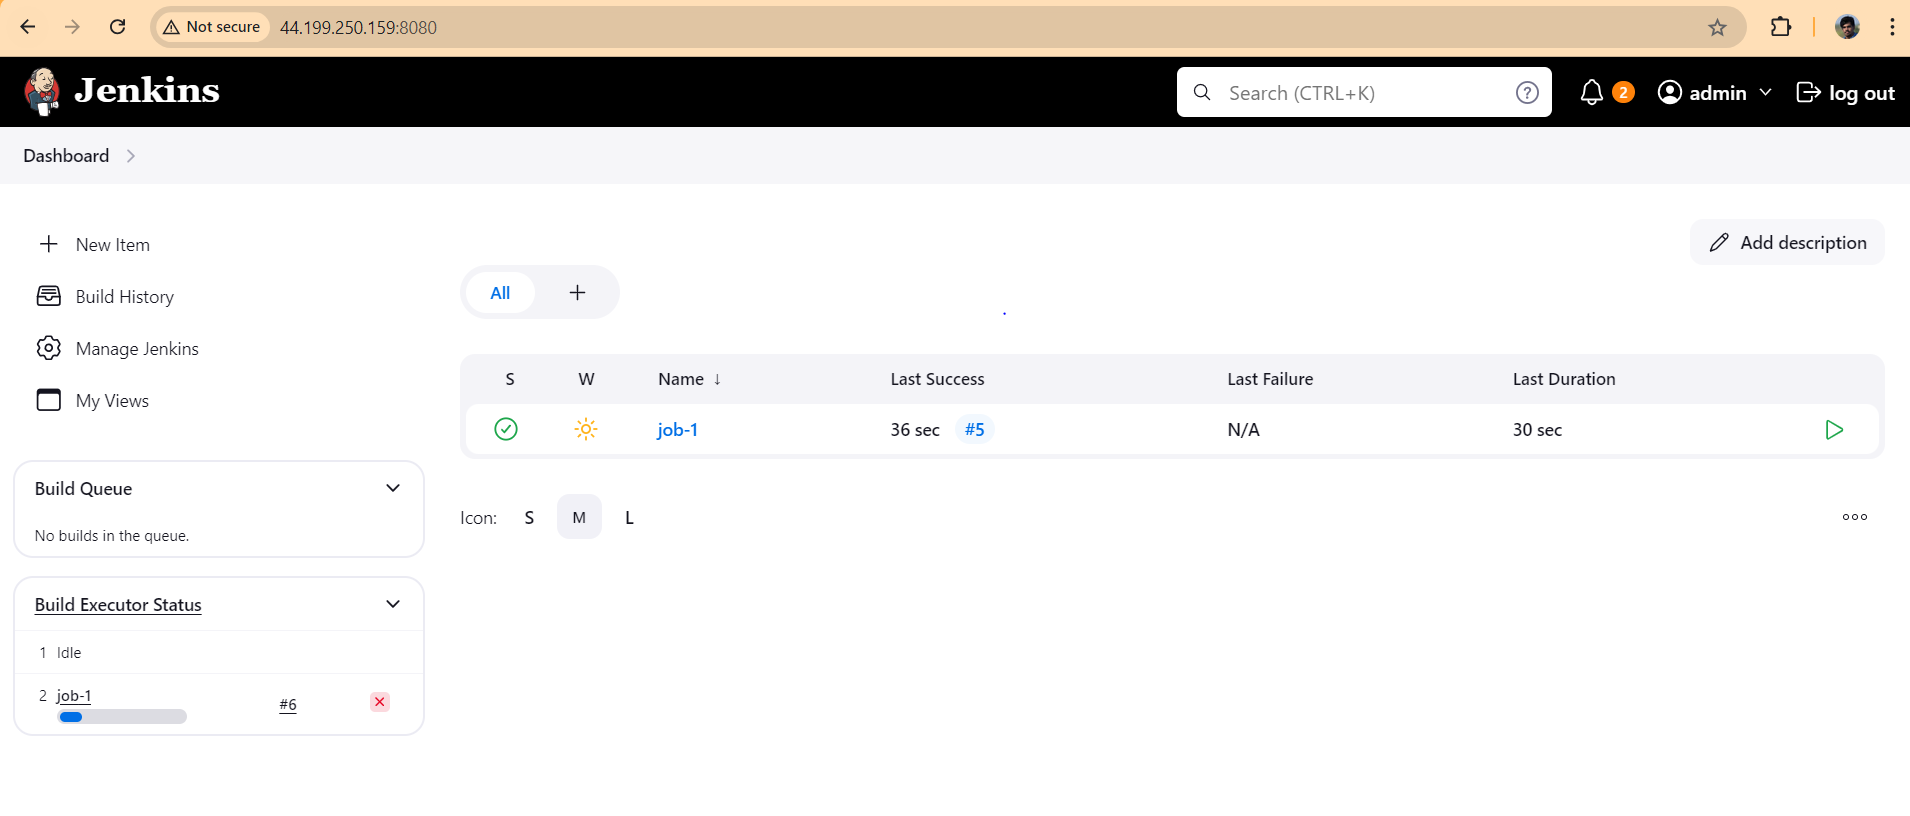 Not secure 44.199.250.159:8080
Jenkins
Search (CTRL+K) ?
2
admin
log out
Dashboard
New Item
Build History
Manage Jenkins
My Views
Add description
All +
S W Name ↓ Last Success Last Failure Last Duration
job-1 36 sec #5 N/A 30 sec
Icon: S M L
Build Queue
No builds in the queue.
Build Executor Status
1 Idle
2 job-1 #6